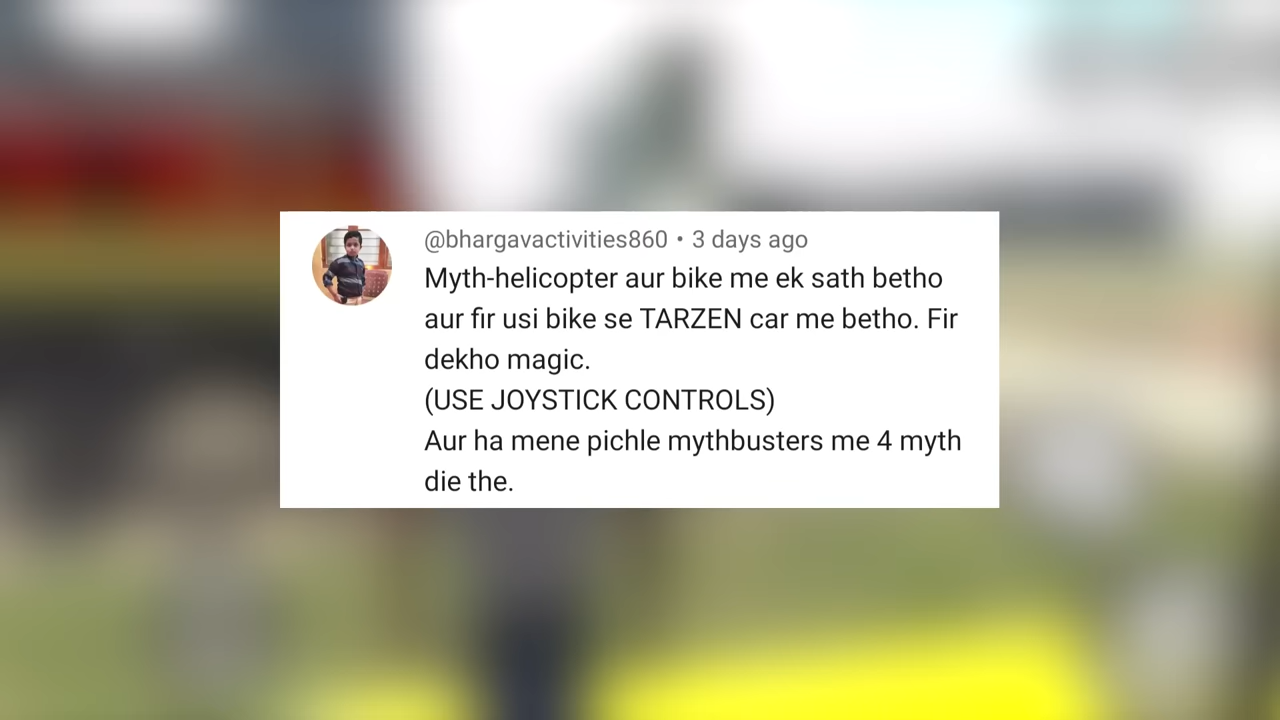 @bhargavactivities860 • 3 days ago
Myth-helicopter aur bike me ek sath betho
aur fir usi bike se TARZEN car me betho. Fir
dekho magic.
(USE JOYSTICK CONTROLS)
Aur ha mene pichle mythbusters me 4 myth
die the.